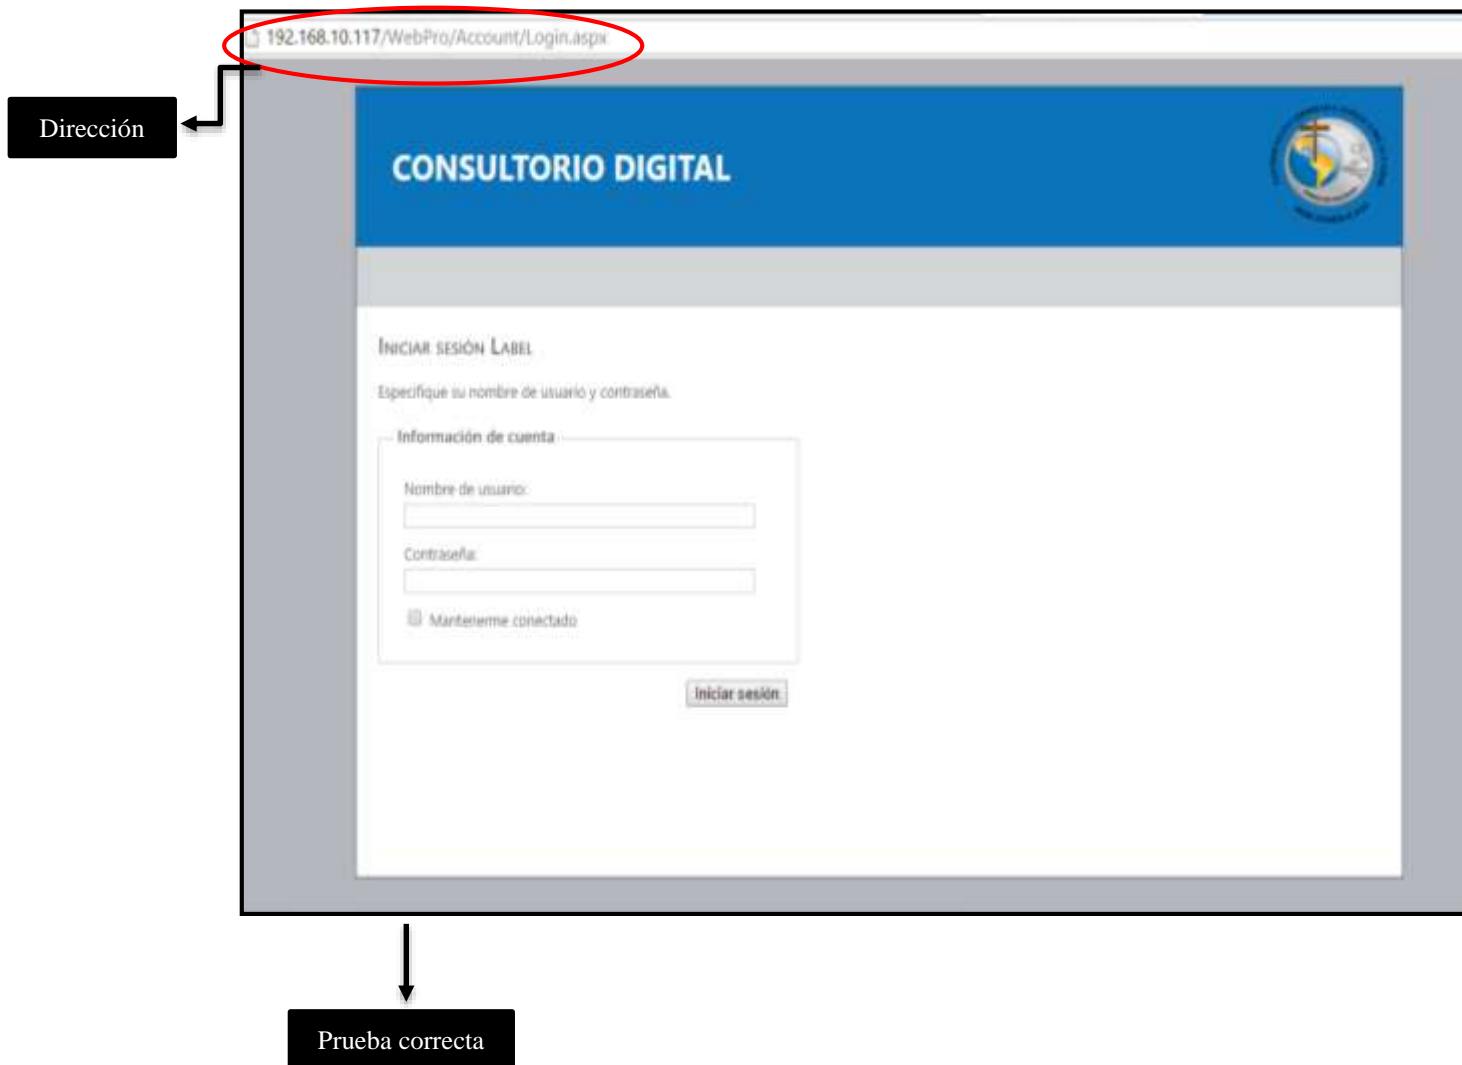 192.168.10.117/WebPro/Account/Login.aspx
Dirección
CONSULTORIO DIGITAL
INICIAR SESIÓN LABEL
Especifique su nombre de usuario y contraseña.
Información de cuenta
Nombre de usuario:
Contraseña:
Mantenerme conectado
Iniciar sesión
Prueba correcta